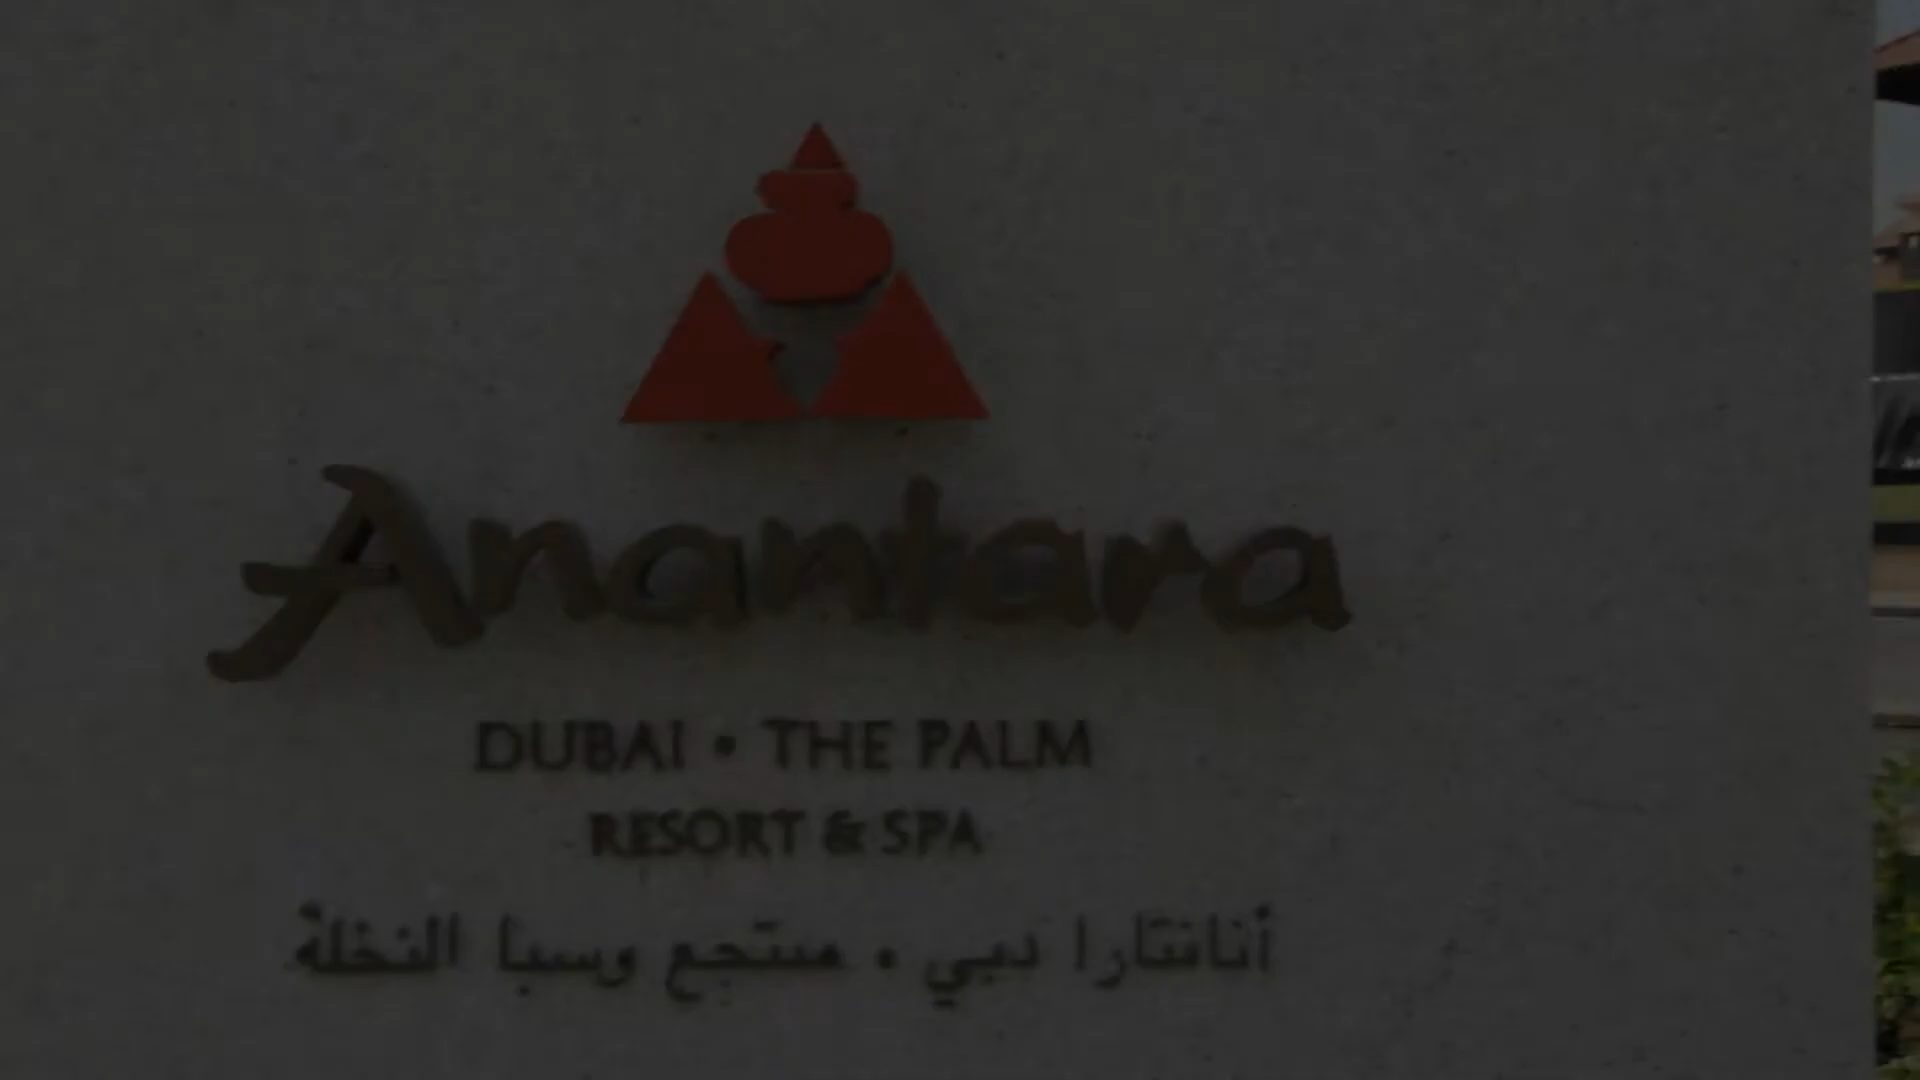 Anantara
DUBAI • THE PALM
RESORT & SPA
أنانتارا دبي • منتجع وسبا النخلة